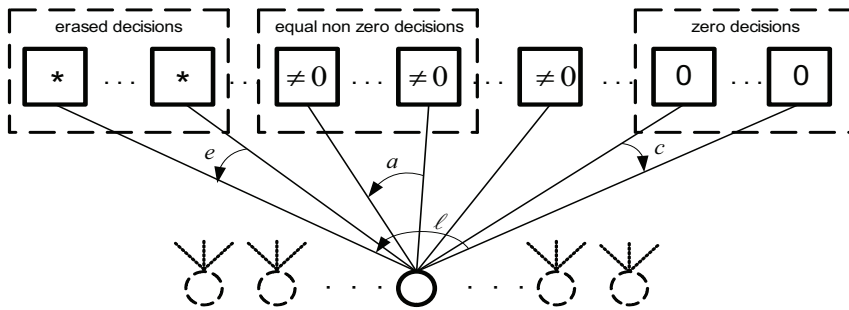 erased decisions equal non zero decisions zero decisions
* . . . * . . ≠0 . . . ≠0 . . . ≠0 . . . 0 . . . 0
e a c
ℓ
. . . . . . . .